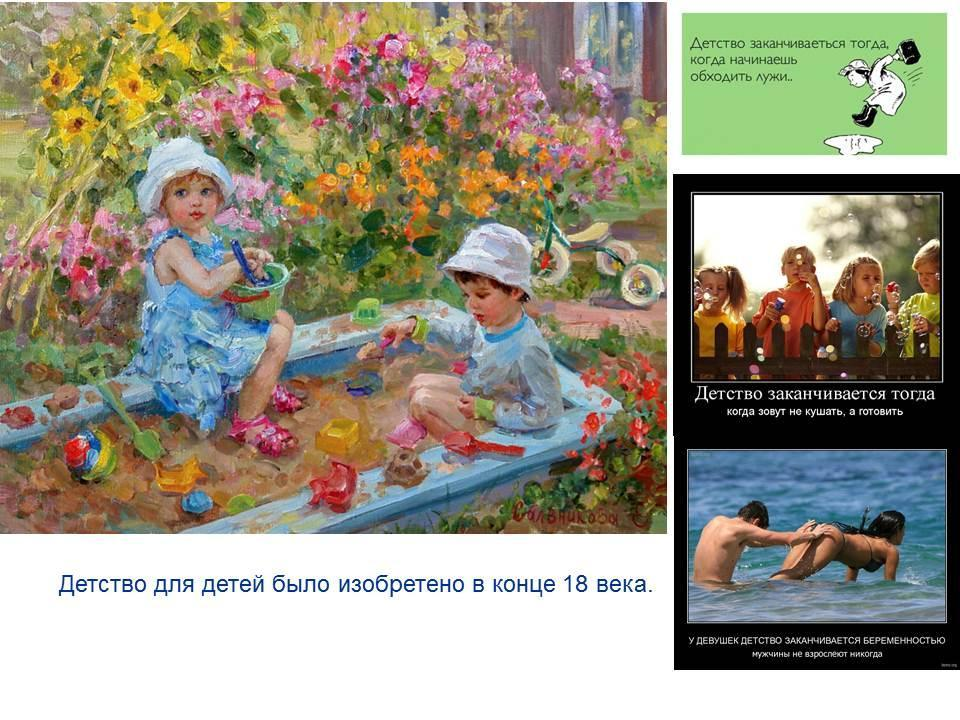 Детство заканчиваеться тогда,
когда начинаешь
обходить лужи..
Детство заканчивается тогда
когда зовут не кушать, а готовить
Сальникова Е
Детство для детей было изобретено в конце 18 века.
У ДЕВУШЕК ДЕТСТВО ЗАКАНЧИВАЕТСЯ БЕРЕМЕННОСТЬЮ
мужчины не взрослеют никогда